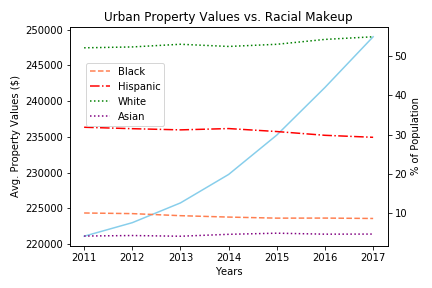 Urban Property Values vs. Racial Makeup
250000
245000
240000
235000
230000
225000
220000
Avg. Property Values ($)
Black
Hispanic
White
Asian
50
40
30
20
10
% of Population
2011 2012 2013 2014 2015 2016 2017
Years